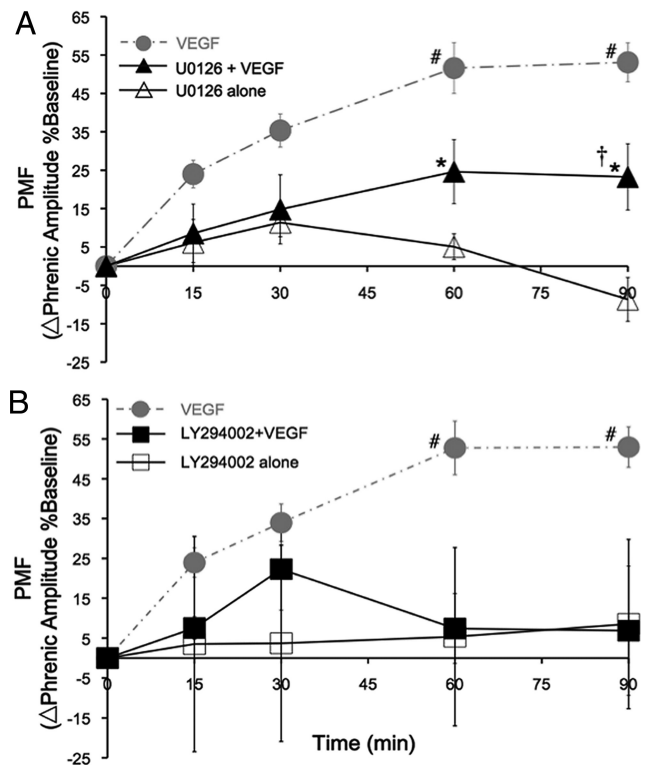 A
65
55
45
35
25
15
5
-5
-15
-25
PMF
(△Phrenic Amplitude %Baseline)
VEGF
U0126 + VEGF
U0126 alone
#
#
*
† *
0 15 30 45 60 75 90
B
65
55
45
35
25
15
5
-5
-15
-25
PMF
(△Phrenic Amplitude %Baseline)
VEGF
LY294002+VEGF
LY294002 alone
#
#
0 15 30 45 60 75 90
Time (min)